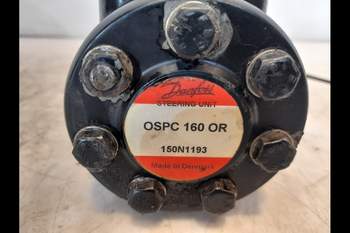 Danfoss
STEERING UNIT
OSPC 160 OR
150N1193
Made in Denmark